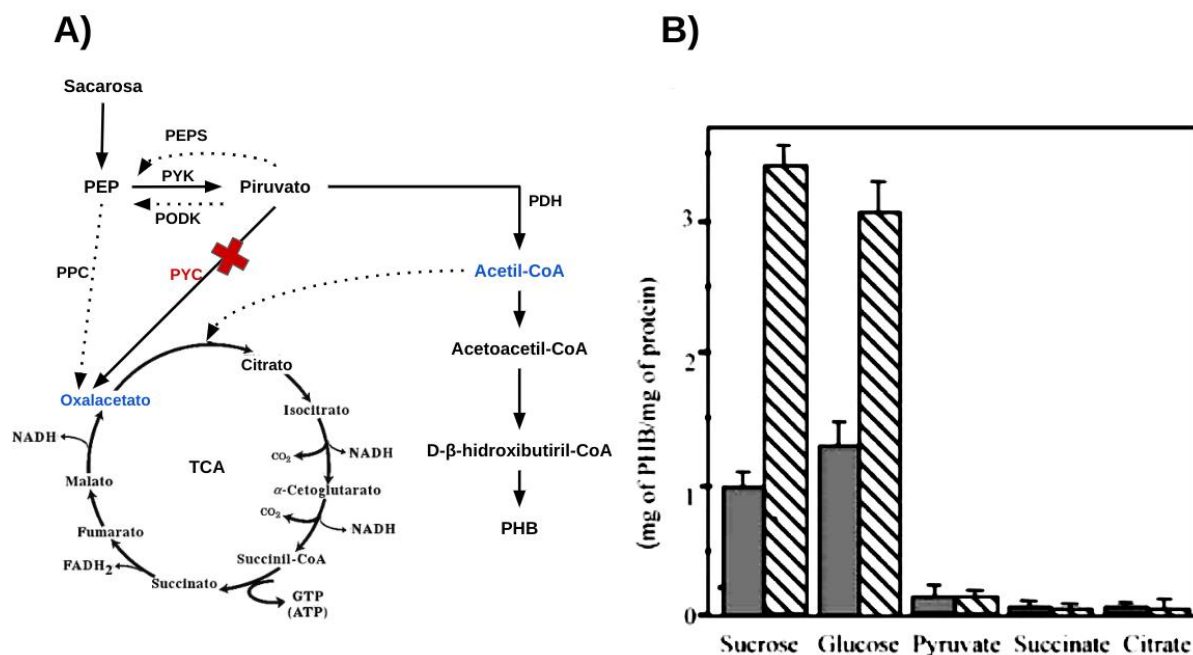 A)
Sacarosa
PEPS
PEP
PYK
Piruvato
PODK
PDH
PPC
PYC
Acetil-CoA
Acetoacetil-CoA
Citrato
Oxalacetato
Isocitrato
NADH
CO₂
NADH
D-β-hidroxibutiril-CoA
TCA
Malato
α-Cetoglutarato
CO₂
NADH
PHB
Fumarato
Succinil-CoA
FADH₂
Succinato
GTP
(ATP)
B)
(mg of PHB/mg of protein)
3
2
1
0
Sucrose Glucose Pyruvate Succinate Citrate